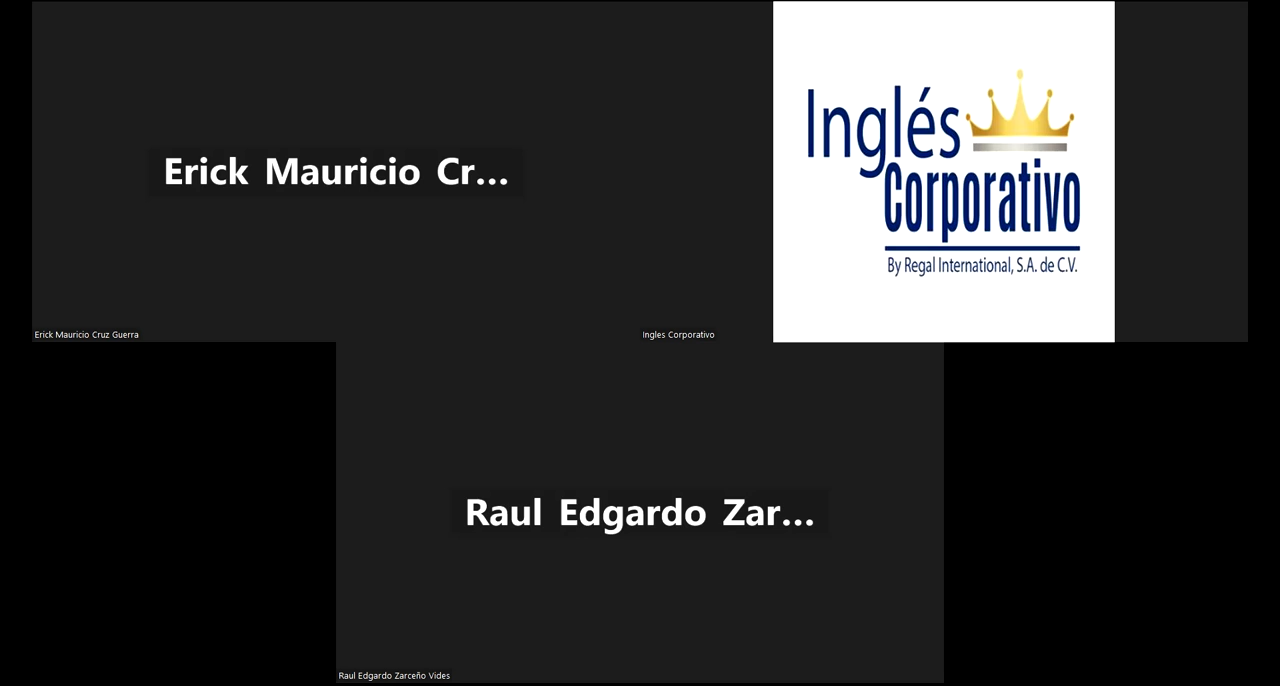 Erick Mauricio Cr...
Erick Mauricio Cruz Guerra
Inglés
Corporativo
By Regal International, S.A. de C.V.
Ingles Corporativo
Raul Edgardo Zar...
Raul Edgardo Zarceño Vides